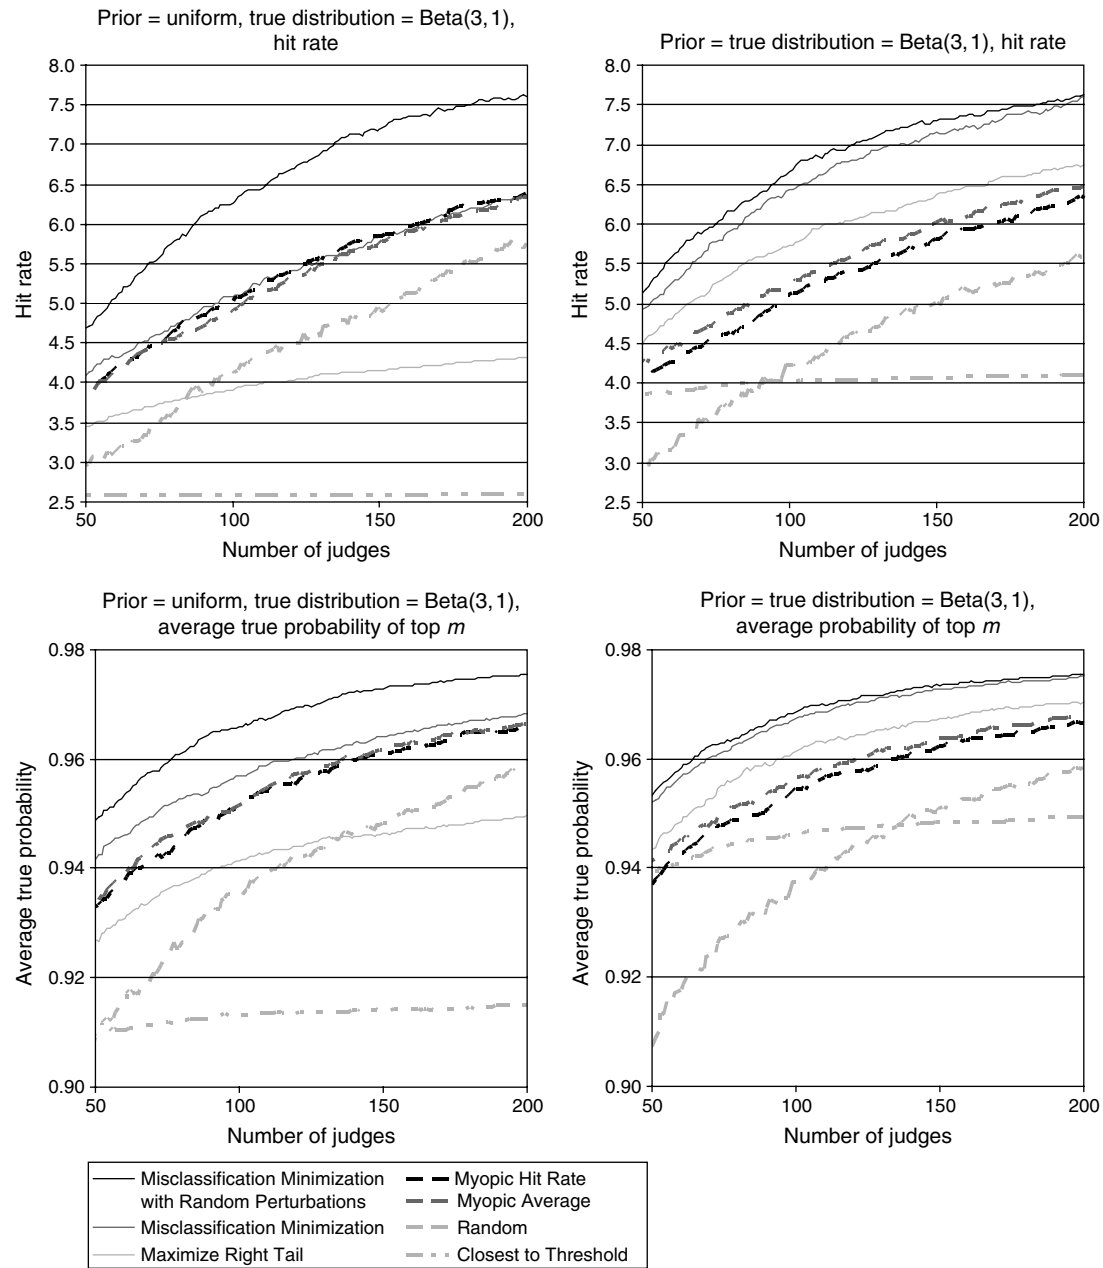 Prior = uniform, true distribution = Beta(3, 1),
hit rate
8.0
7.5
7.0
6.5
6.0
5.5
5.0
4.5
4.0
3.5
3.0
2.5
Hit rate
50
100
150
200
Number of judges
Prior = true distribution = Beta(3, 1), hit rate
8.0
7.5
7.0
6.5
6.0
5.5
5.0
4.5
4.0
3.5
3.0
2.5
Hit rate
50
100
150
200
Number of judges
Prior = uniform, true distribution = Beta(3, 1),
average true probability of top m
0.98
0.96
0.94
0.92
0.90
Average true probability
50
100
150
200
Number of judges
Prior = true distribution = Beta(3, 1),
average probability of top m
0.98
0.96
0.94
0.92
0.90
Average true probability
50
100
150
200
Number of judges
Misclassification Minimization
with Random Perturbations
Misclassification Minimization
Maximize Right Tail
Myopic Hit Rate
Myopic Average
Random
Closest to Threshold